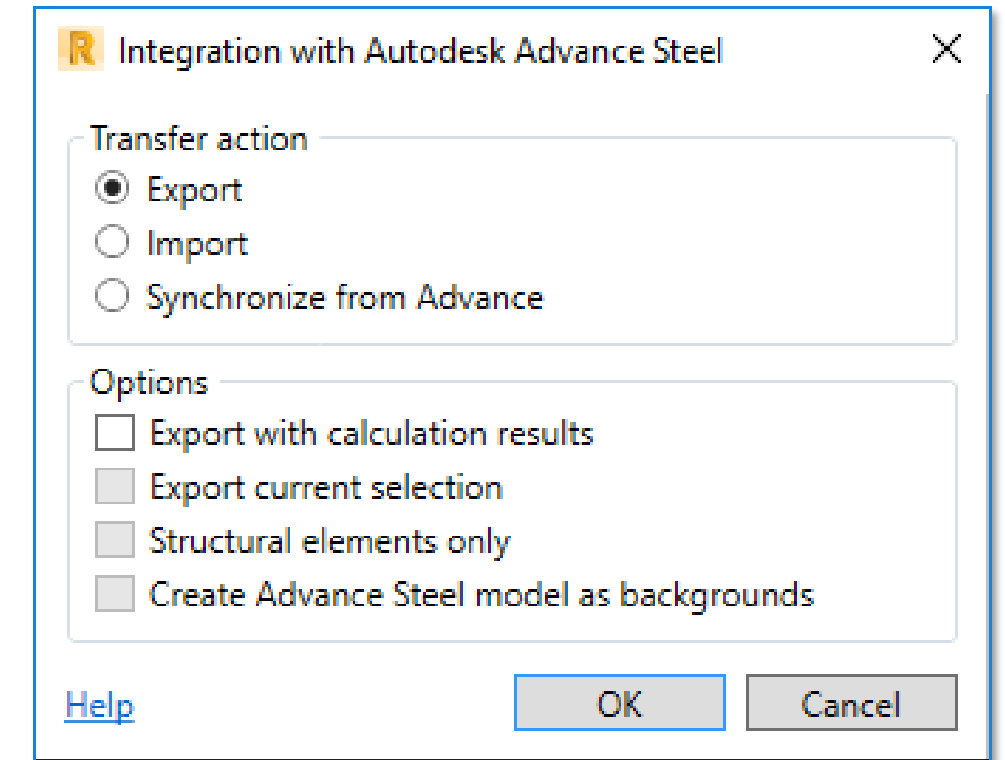 R Integration with Autodesk Advance Steel
Transfer action
Export
Import
Synchronize from Advance
Options
Export with calculation results
Export current selection
Structural elements only
Create Advance Steel model as backgrounds
Help OK Cancel